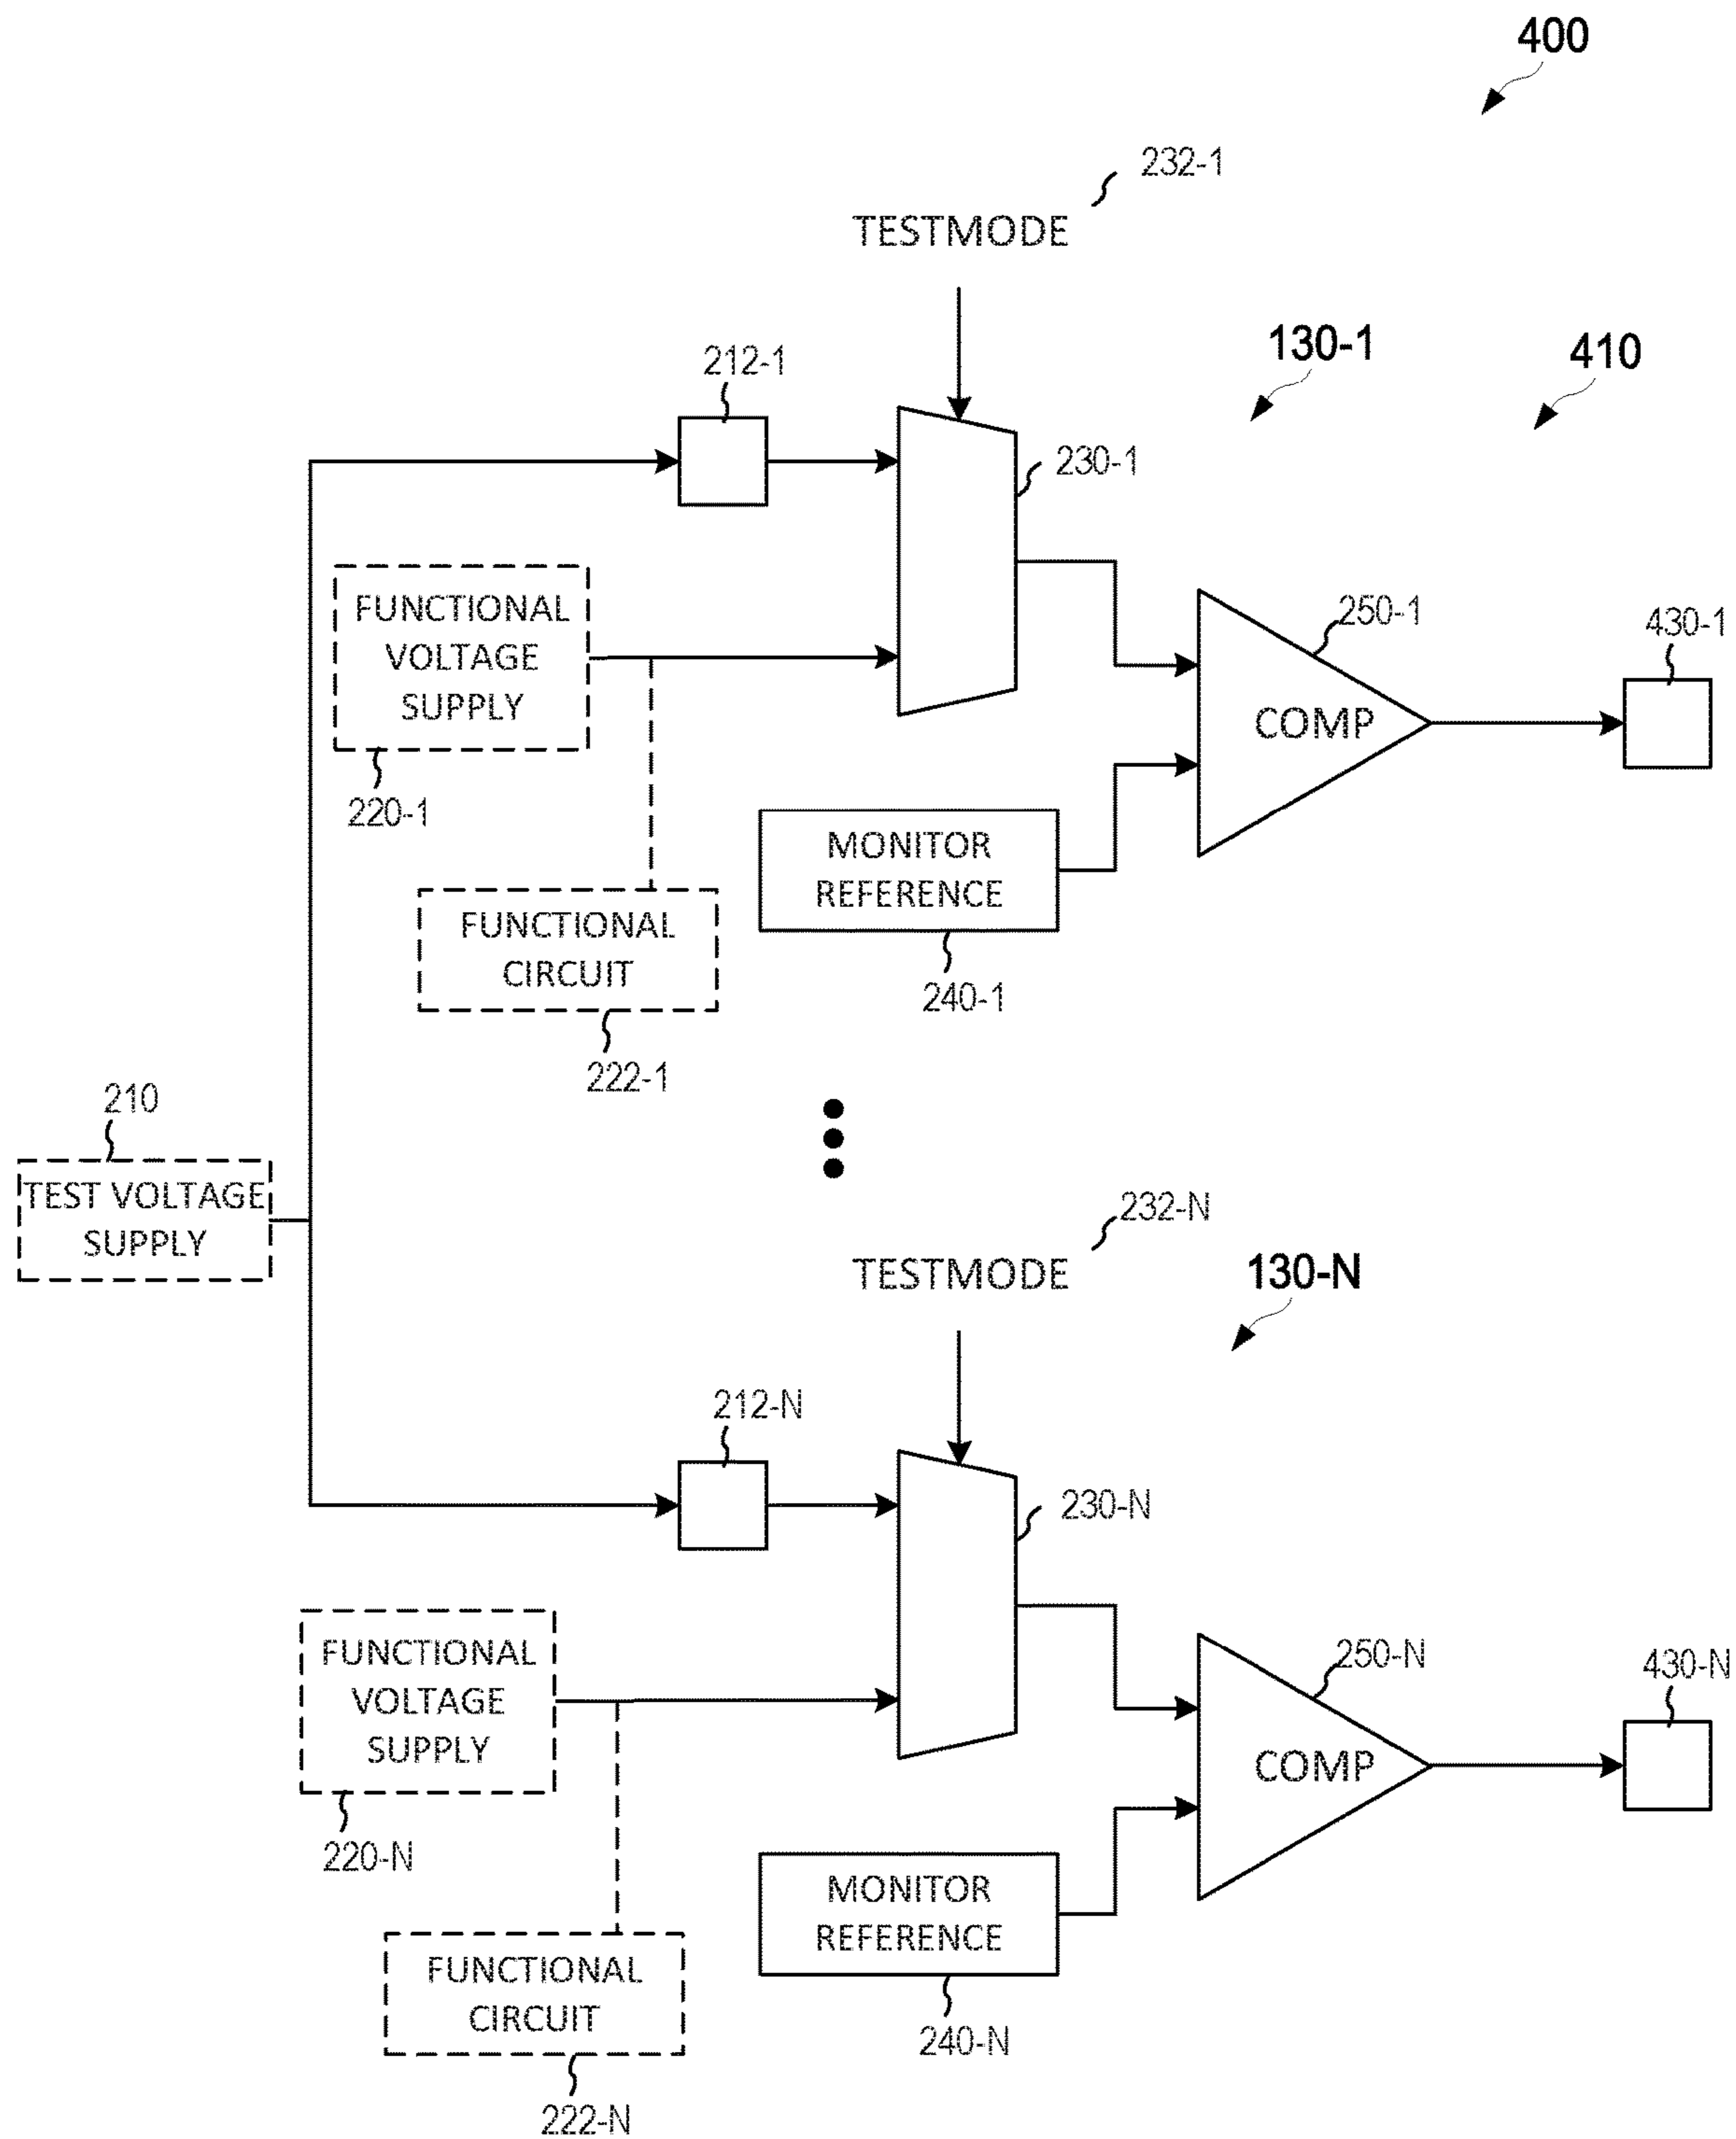 400
232-1
TESTMODE
130-1
410
212-1
230-1
FUNCTIONAL
VOLTAGE
SUPPLY
250-1
430-1
COMP
220-1
MONITOR
REFERENCE
FUNCTIONAL
CIRCUIT
240-1
222-1
210
TEST VOLTAGE
SUPPLY
232-N
TESTMODE
130-N
212-N
230-N
FUNCTIONAL
VOLTAGE
SUPPLY
250-N
430-N
COMP
220-N
MONITOR
REFERENCE
FUNCTIONAL
CIRCUIT
240-N
222-N